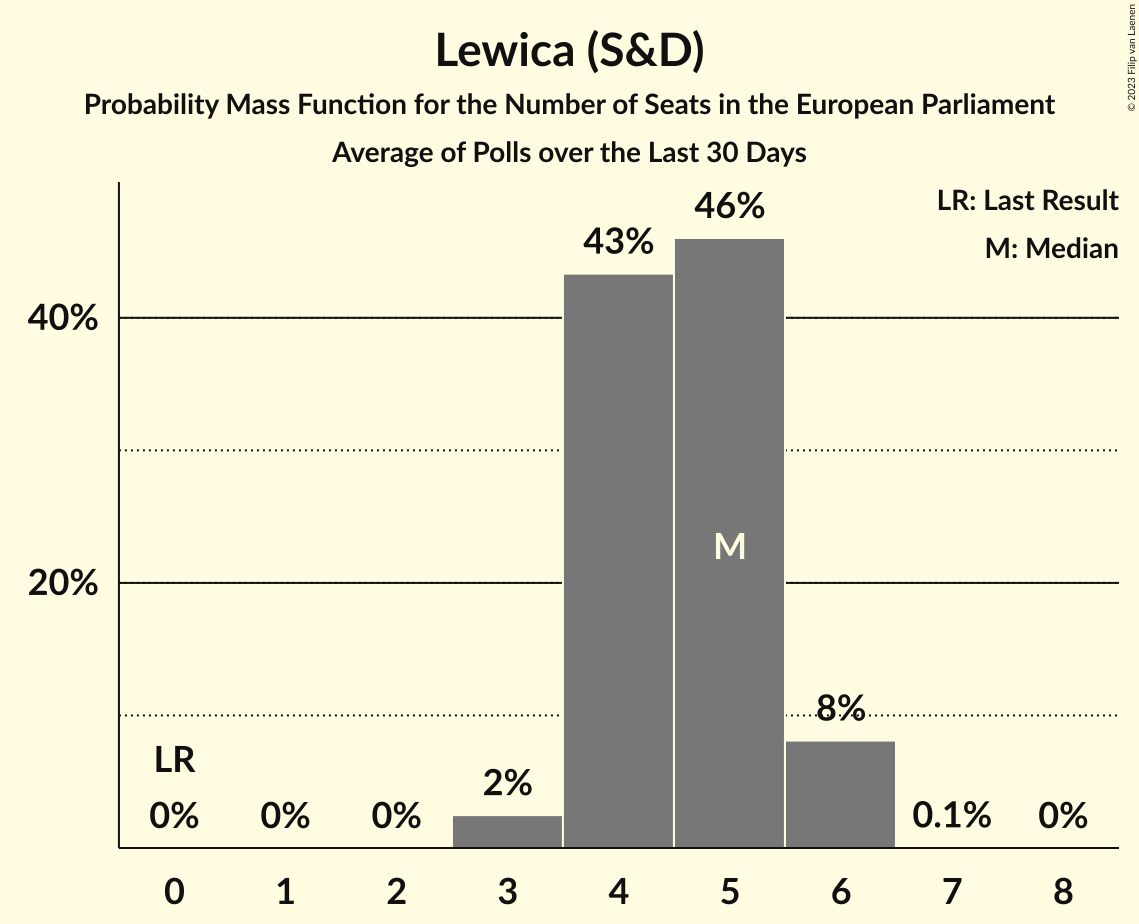 © 2023 Filip van Laenen
Lewica (S&D)
Probability Mass Function for the Number of Seats in the European Parliament
Average of Polls over the Last 30 Days
LR: Last Result
M: Median
46%
43%
40%
M
20%
8%
LR
2%
0%
0%
0%
0.1%
0%
0 1 2 3 4 5 6 7 8